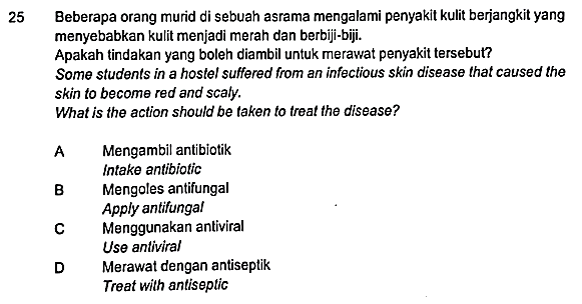 25 Beberapa orang murid di sebuah asrama mengalami penyakit kulit berjangkit yang
menyebabkan kulit menjadi merah dan berbiji-biji.
Apakah tindakan yang boleh diambil untuk merawat penyakit tersebut?
Some students in a hostel suffered from an infectious skin disease that caused the
skin to become red and scaly.
What is the action should be taken to treat the disease?
A Mengambil antibiotik
Intake antibiotic
B Mengoles antifungal
Apply antifungal
C Menggunakan antiviral
Use antiviral
D Merawat dengan antiseptik
Treat with antiseptic